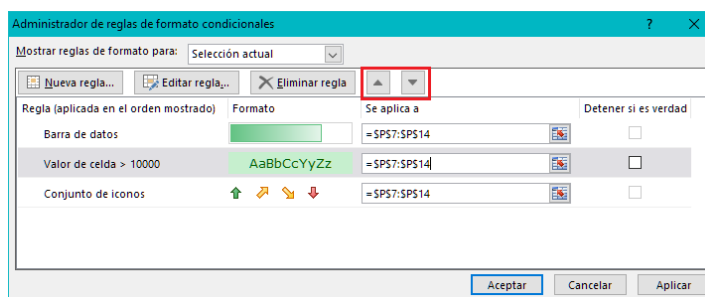 Administrador de reglas de formato condicionales ? ✕
Mostrar reglas de formato para: Selección actual
Nueva regla... Editar regla... Eliminar regla
Regla (aplicada en el orden mostrado) Formato Se aplica a Detener si es verdad
Barra de datos =$P$7:$P$14
Valor de celda > 10000 AaBbCcYyZz =$P$7:$P$14
Conjunto de iconos =$P$7:$P$14
Aceptar Cancelar Aplicar